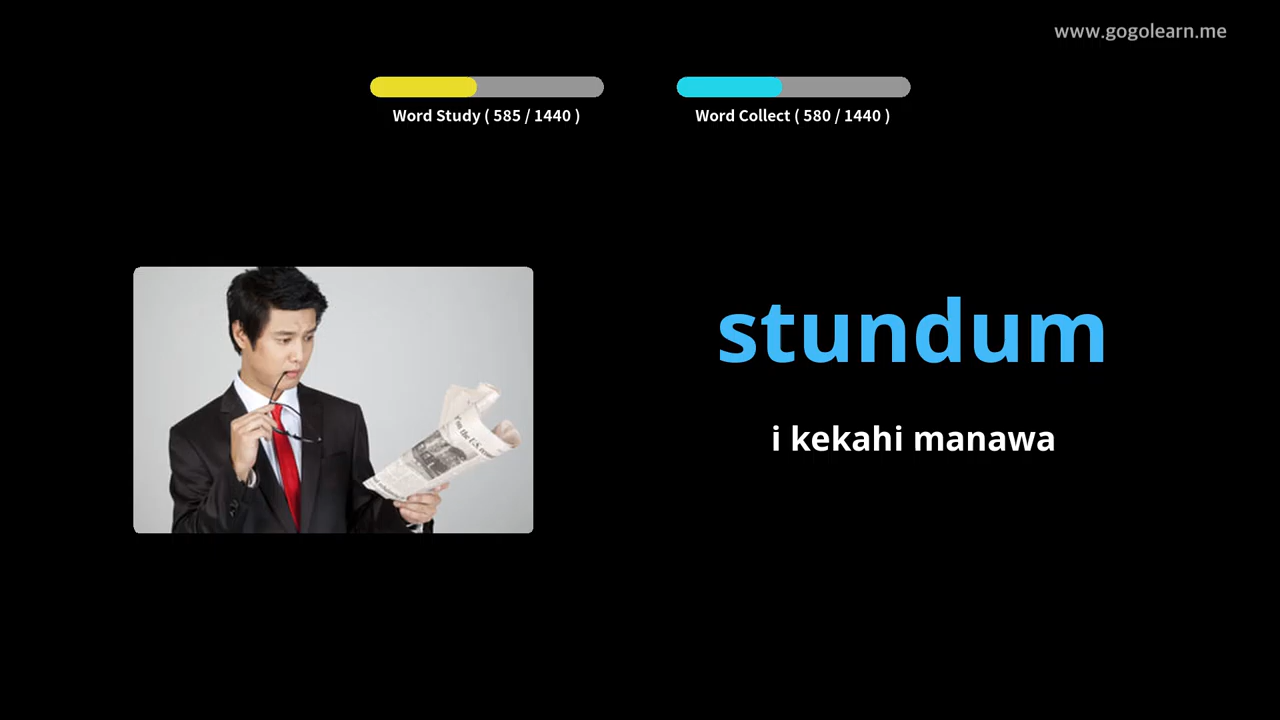 www.gogolearn.me
Word Study ( 585 / 1440 )
Word Collect ( 580 / 1440 )
stundum
i kekahi manawa